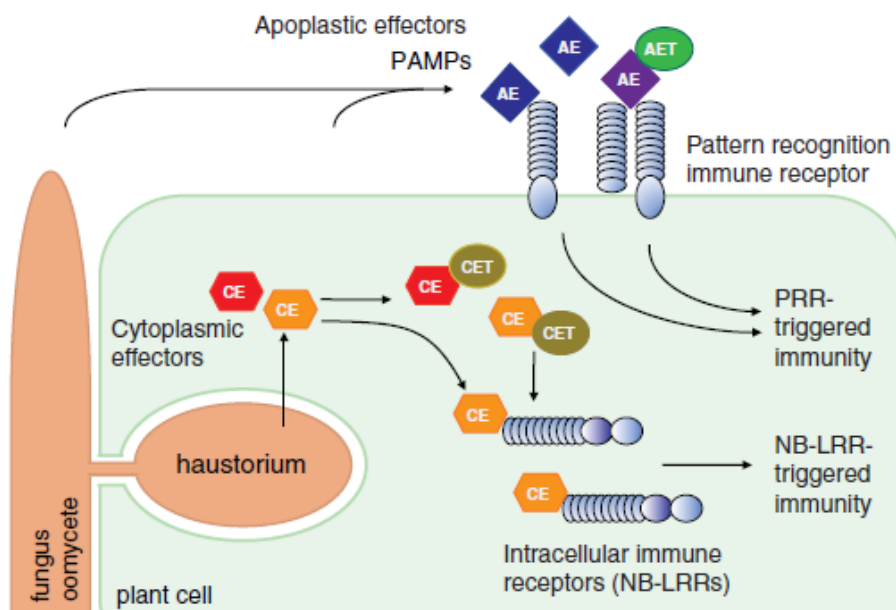 Apoplastic effectors
PAMPs
AE
AE
AE
AET
Pattern recognition
immune receptor
CE
CE
CE
CET
CE
CET
Cytoplasmic
effectors
PRR-
triggered
immunity
CE
haustorium
NB-LRR-
triggered
immunity
CE
Intracellular immune
receptors (NB-LRRs)
fungus
oomycete
plant cell